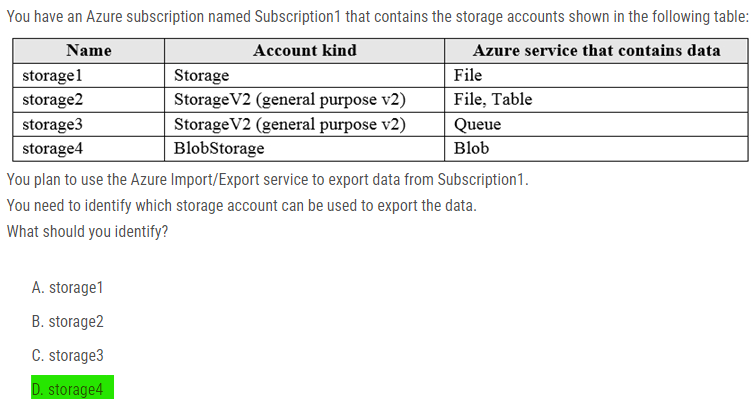 You have an Azure subscription named Subscription1 that contains the storage accounts shown in the following table:
Name Account kind Azure service that contains data
storage1 Storage File
storage2 StorageV2 (general purpose v2) File, Table
storage3 StorageV2 (general purpose v2) Queue
storage4 BlobStorage Blob
You plan to use the Azure Import/Export service to export data from Subscription1.
You need to identify which storage account can be used to export the data.
What should you identify?
A. storage1
B. storage2
C. storage3
D. storage4